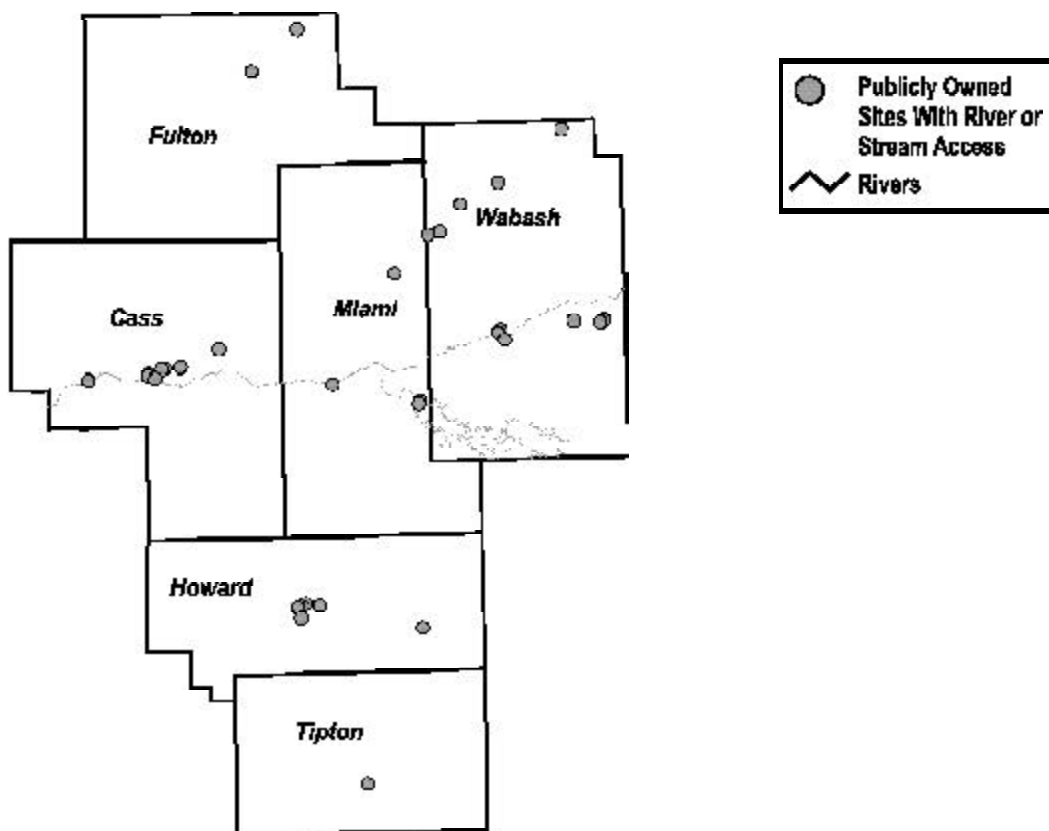 Publicly Owned
Sites With River or
Stream Access
Rivers
Fulton
Wabash
Cass
Miami
Howard
Tipton